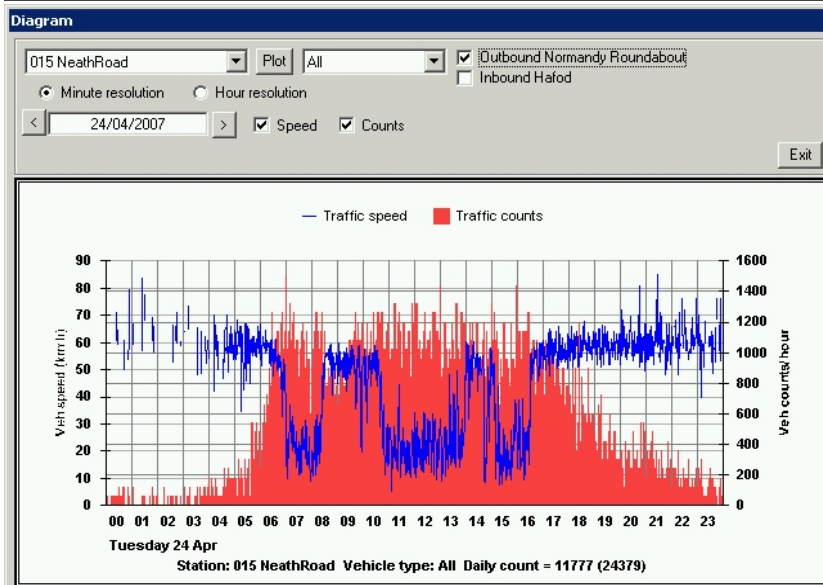 Diagram
015 NeathRoad Plot All Outbound Normandy Roundabout
Inbound Hafod
Minute resolution Hour resolution
< 24/04/2007 > Speed Counts
Exit
Traffic speed Traffic counts
90 1600
80 1400
70 1200
60 1000
50 800
40 600
30 400
20 200
10 0
0
Veh speed (km/h)
Veh counts/hour
00 01 02 03 04 05 06 07 08 09 10 11 12 13 14 15 16 17 18 19 20 21 22 23
Tuesday 24 Apr
Station: 015 NeathRoad Vehicle type: All Daily count = 11777 (24379)